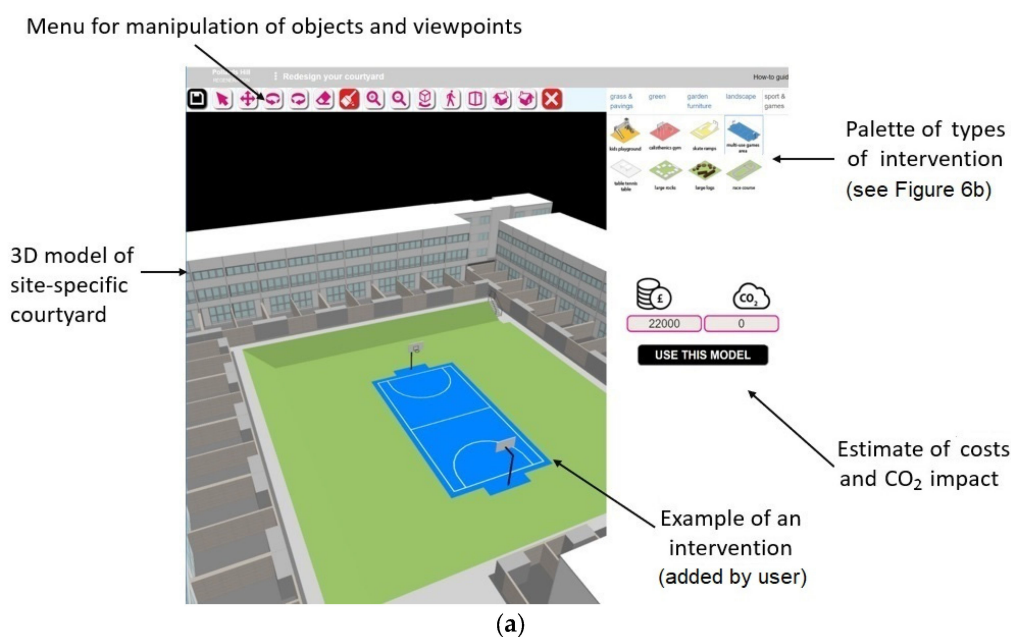 Menu for manipulation of objects and viewpoints
Redesign your courtyard
How-to guid
grass &
pavings
green
garden
furniture
landscape
sport &
games
kids playground
calisthenics gym
skate ramps
multi-use games
area
table tennis
table
large rocks
large logs
race course
Palette of types
of intervention
(see Figure 6b)
3D model of
site-specific
courtyard
£
CO₂
22000
0
USE THIS MODEL
Estimate of costs
and CO₂ impact
Example of an
intervention
(added by user)
(a)